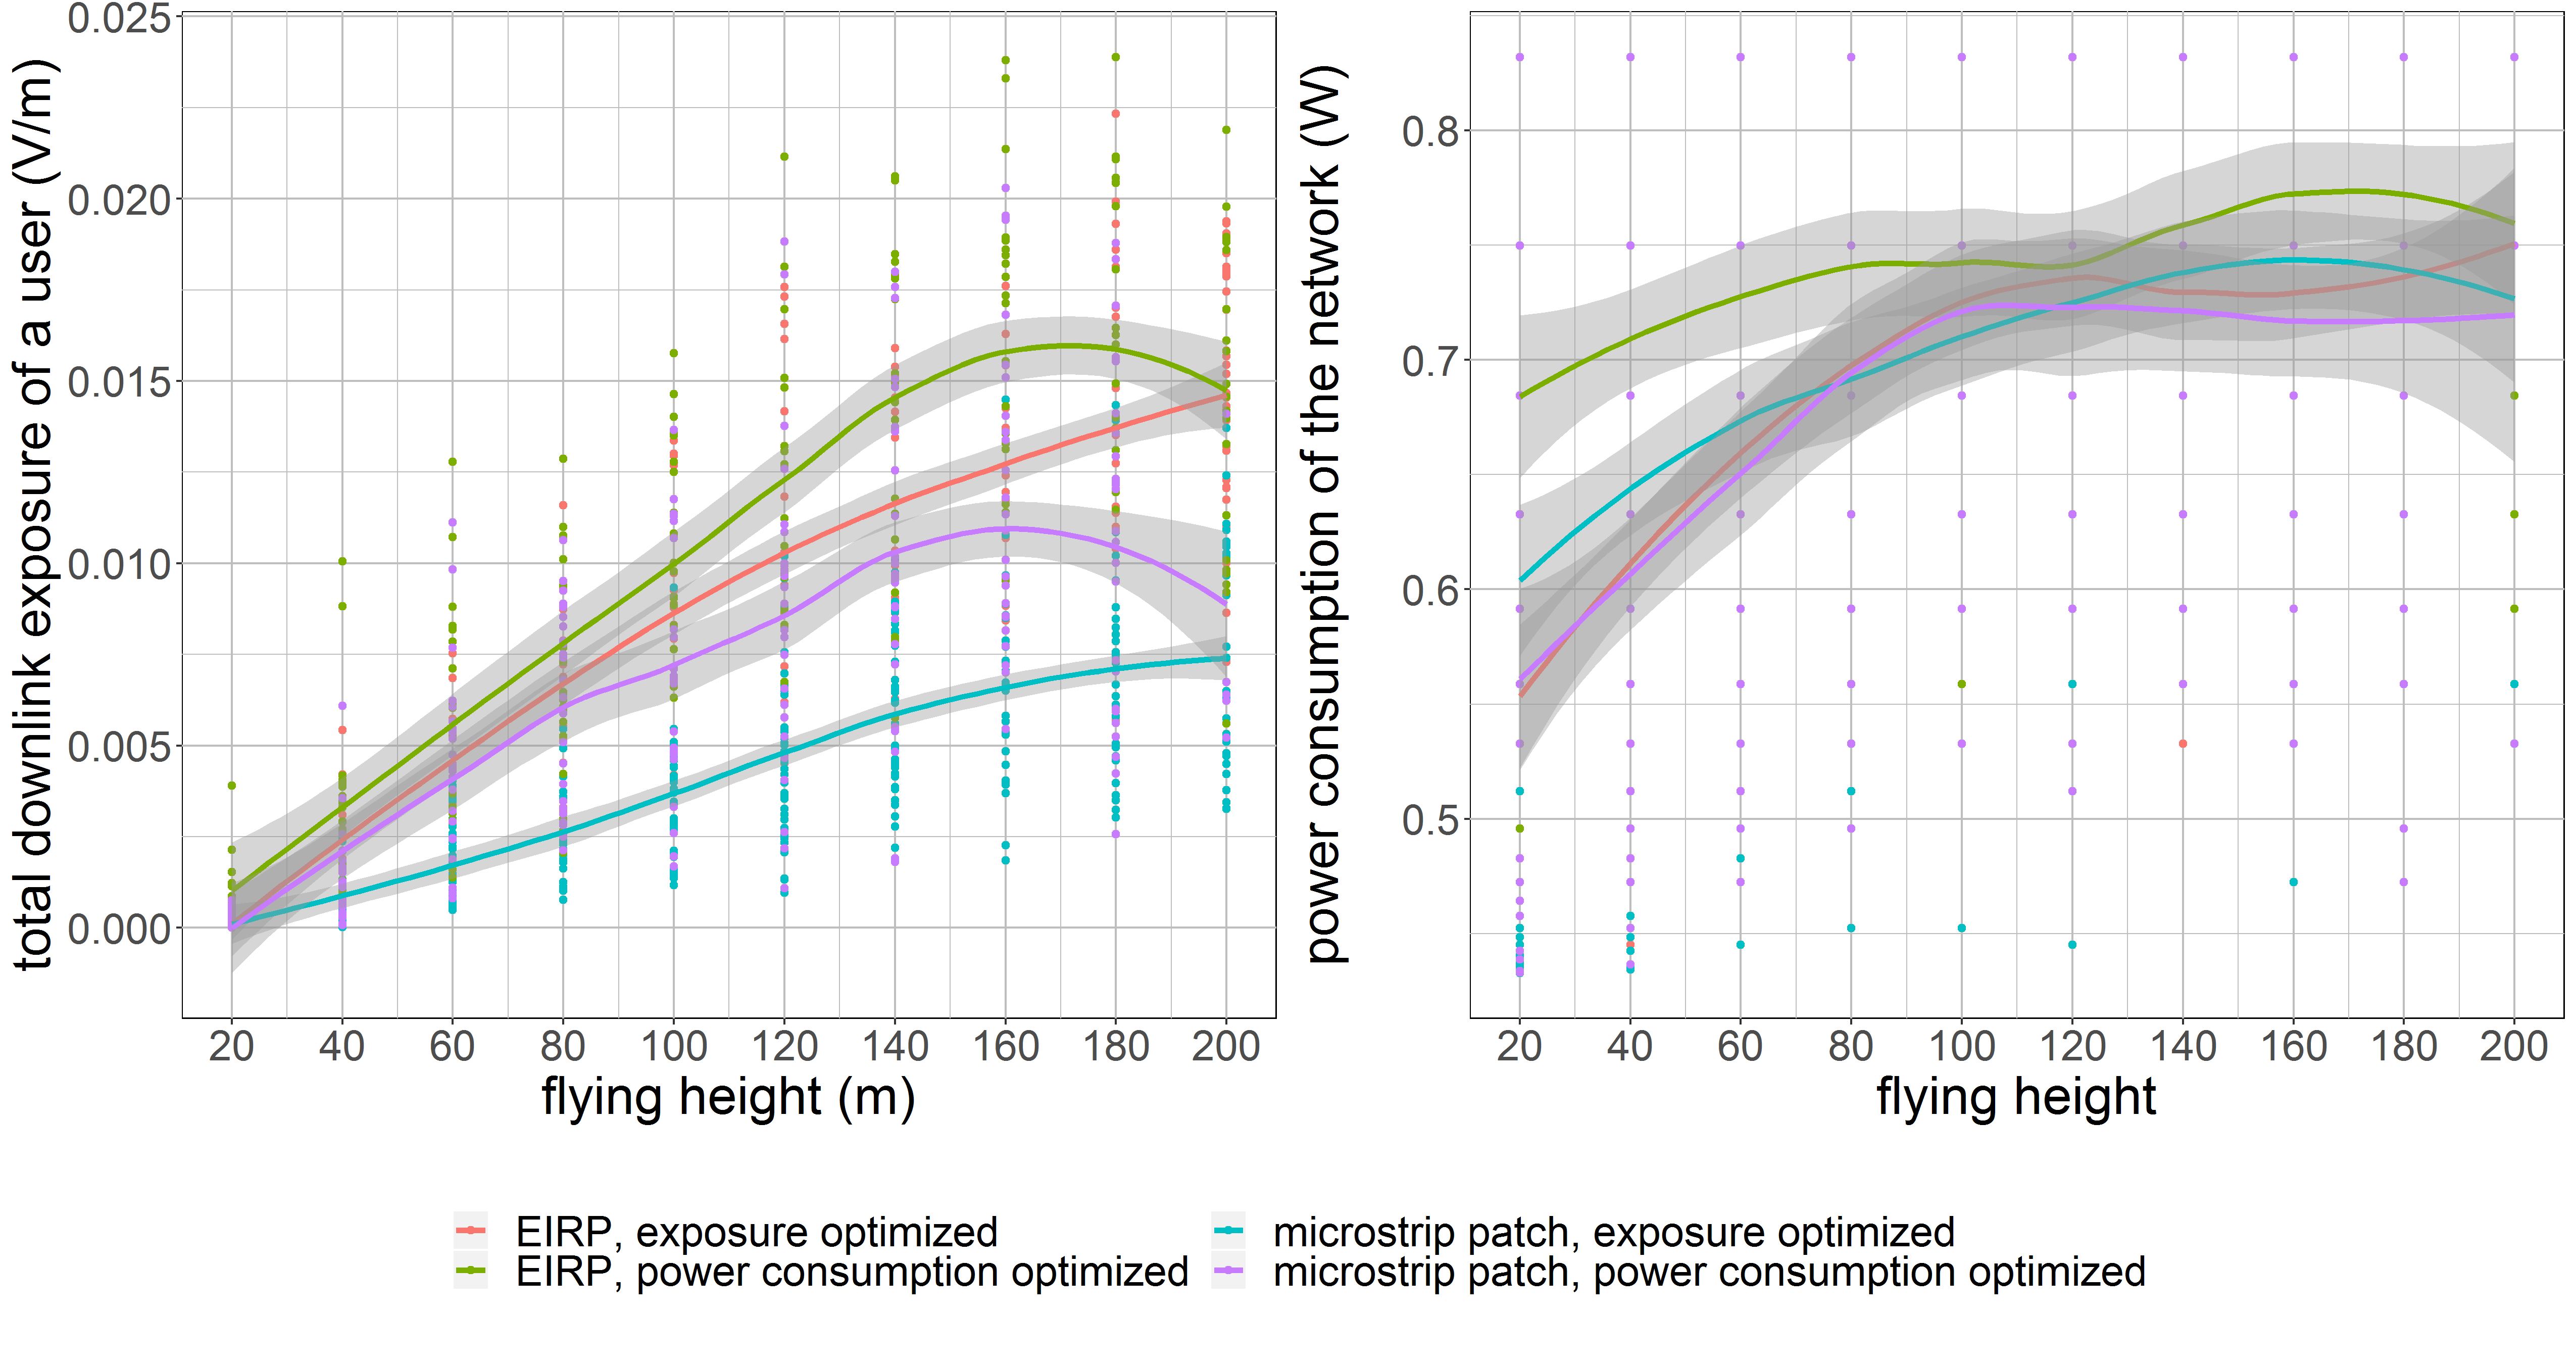 total downlink exposure of a user (V/m)
0.025
0.020
0.015
0.010
0.005
0.000
20 40 60 80 100 120 140 160 180 200
flying height (m)
power consumption of the network (W)
0.8
0.7
0.6
0.5
20 40 60 80 100 120 140 160 180 200
flying height
EIRP, exposure optimized
EIRP, power consumption optimized
microstrip patch, exposure optimized
microstrip patch, power consumption optimized